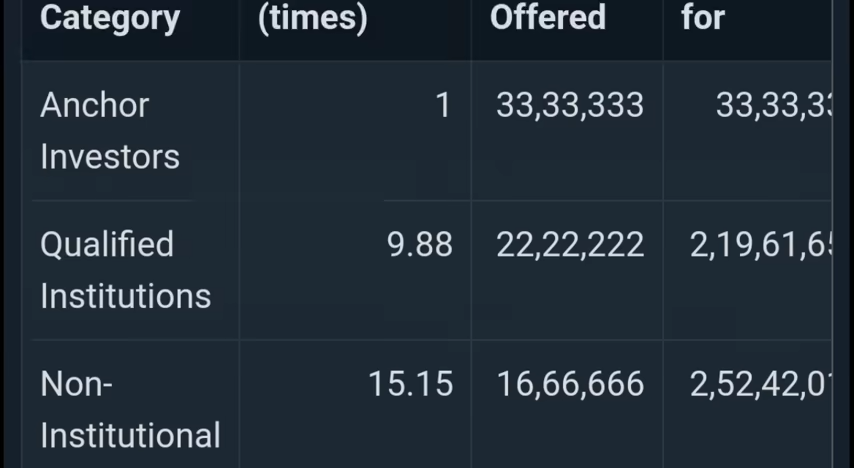 Category (times) Offered for
Anchor 1 33,33,333
Investors
Qualified 9.88 22,22,222
Institutions
Non- 15.15 16,66,666
Institutional